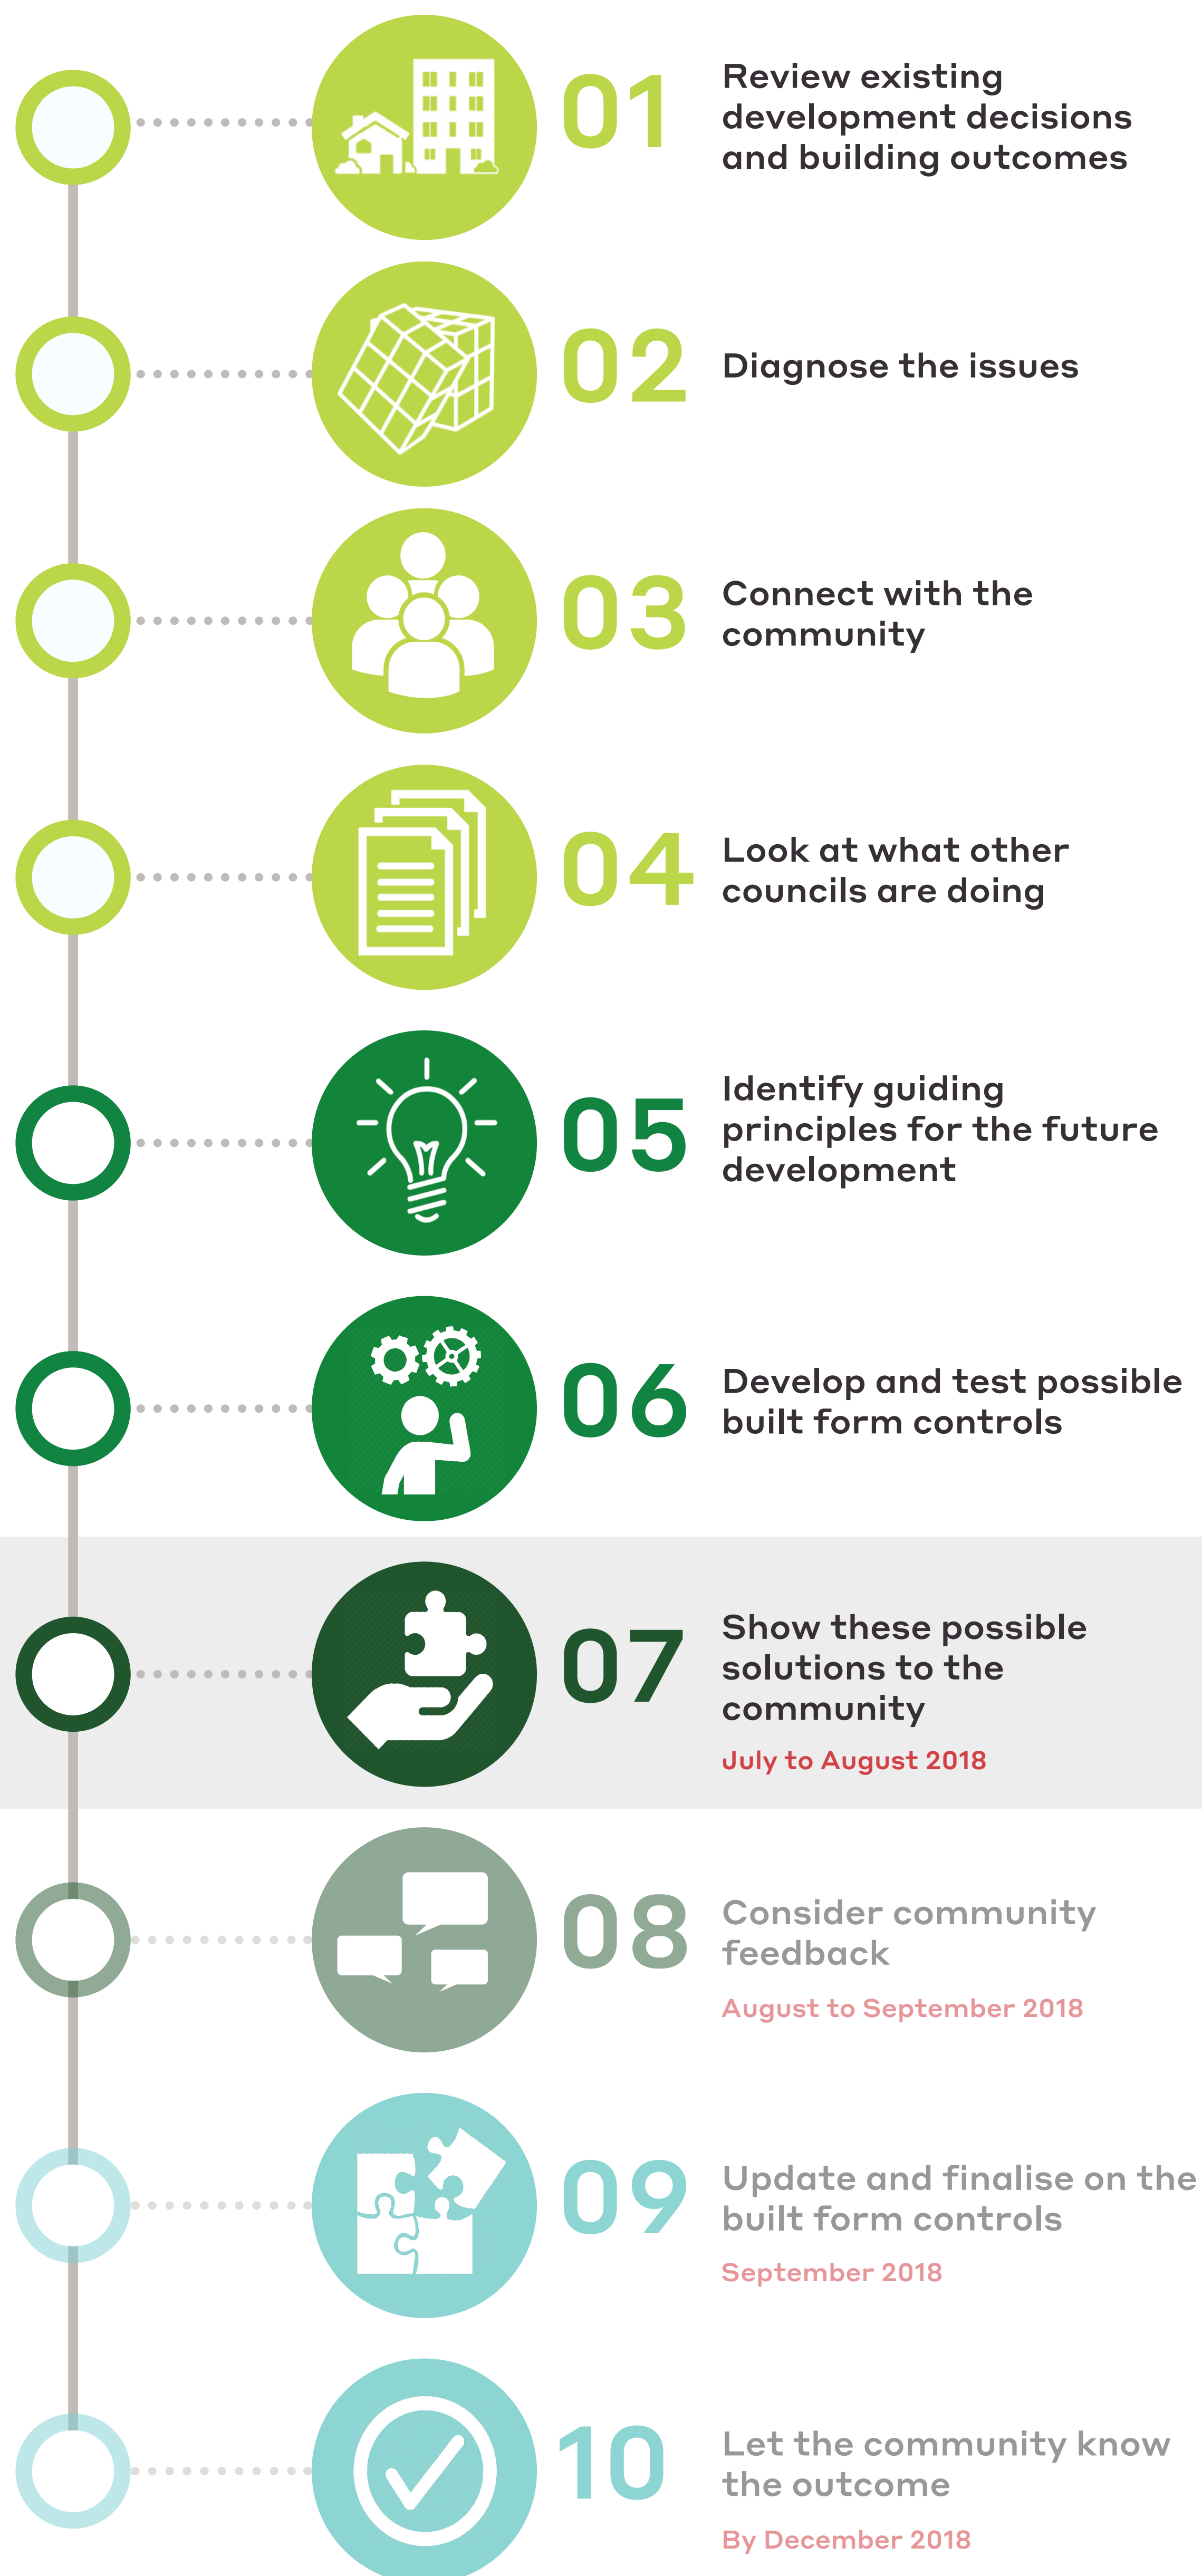 01
Review existing
development decisions
and building outcomes
02
Diagnose the issues
03
Connect with the
community
04
Look at what other
councils are doing
05
Identify guiding
principles for the future
development
06
Develop and test possible
built form controls
07
Show these possible
solutions to the
community
July to August 2018
08
Consider community
feedback
August to September 2018
09
Update and finalise on the
built form controls
September 2018
10
Let the community know
the outcome
By December 2018